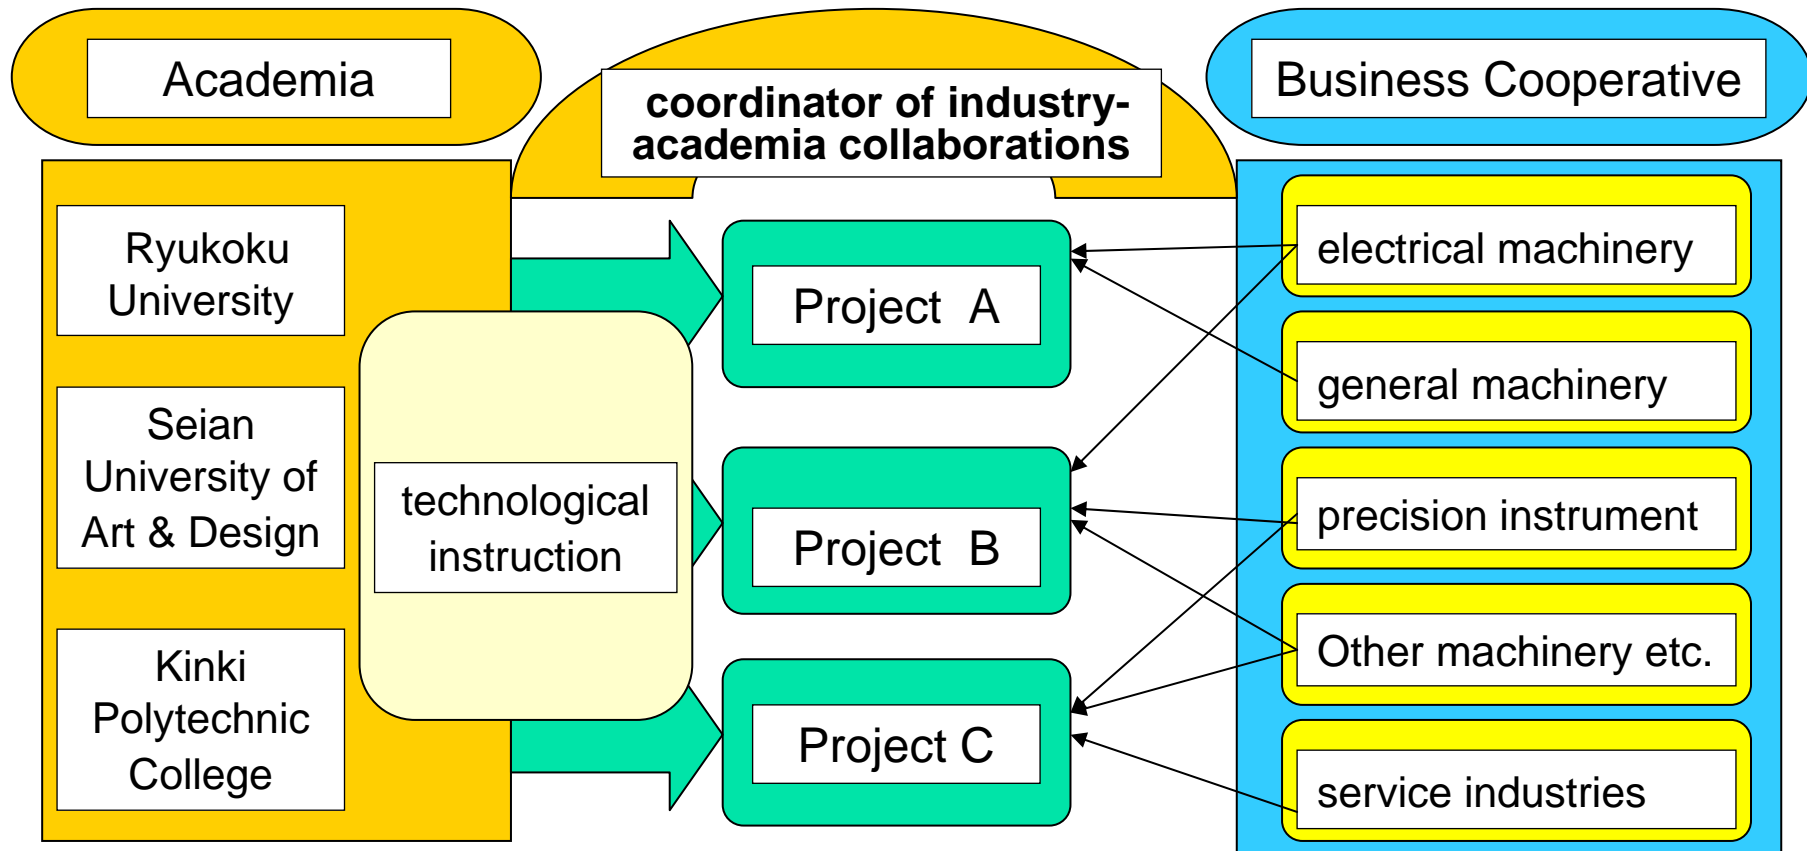 Academia
coordinator of industry-
academia collaborations
Business Cooperative
Ryukoku
University
Seian
University of
Art & Design
Kinki
Polytechnic
College
technological
instruction
Project A
Project B
Project C
electrical machinery
general machinery
precision instrument
Other machinery etc.
service industries